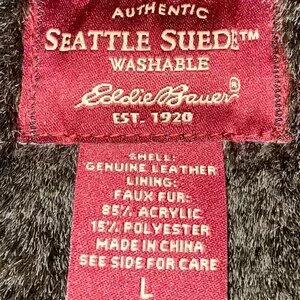 AUTHENTIC
SEATTLE SUEDE™
WASHABLE
Eddie Bauer®
EST. 1920
SHELL:
GENUINE LEATHER
LINING:
FAUX FUR:
85% ACRYLIC
15% POLYESTER
MADE IN CHINA
SEE SIDE FOR CARE
L